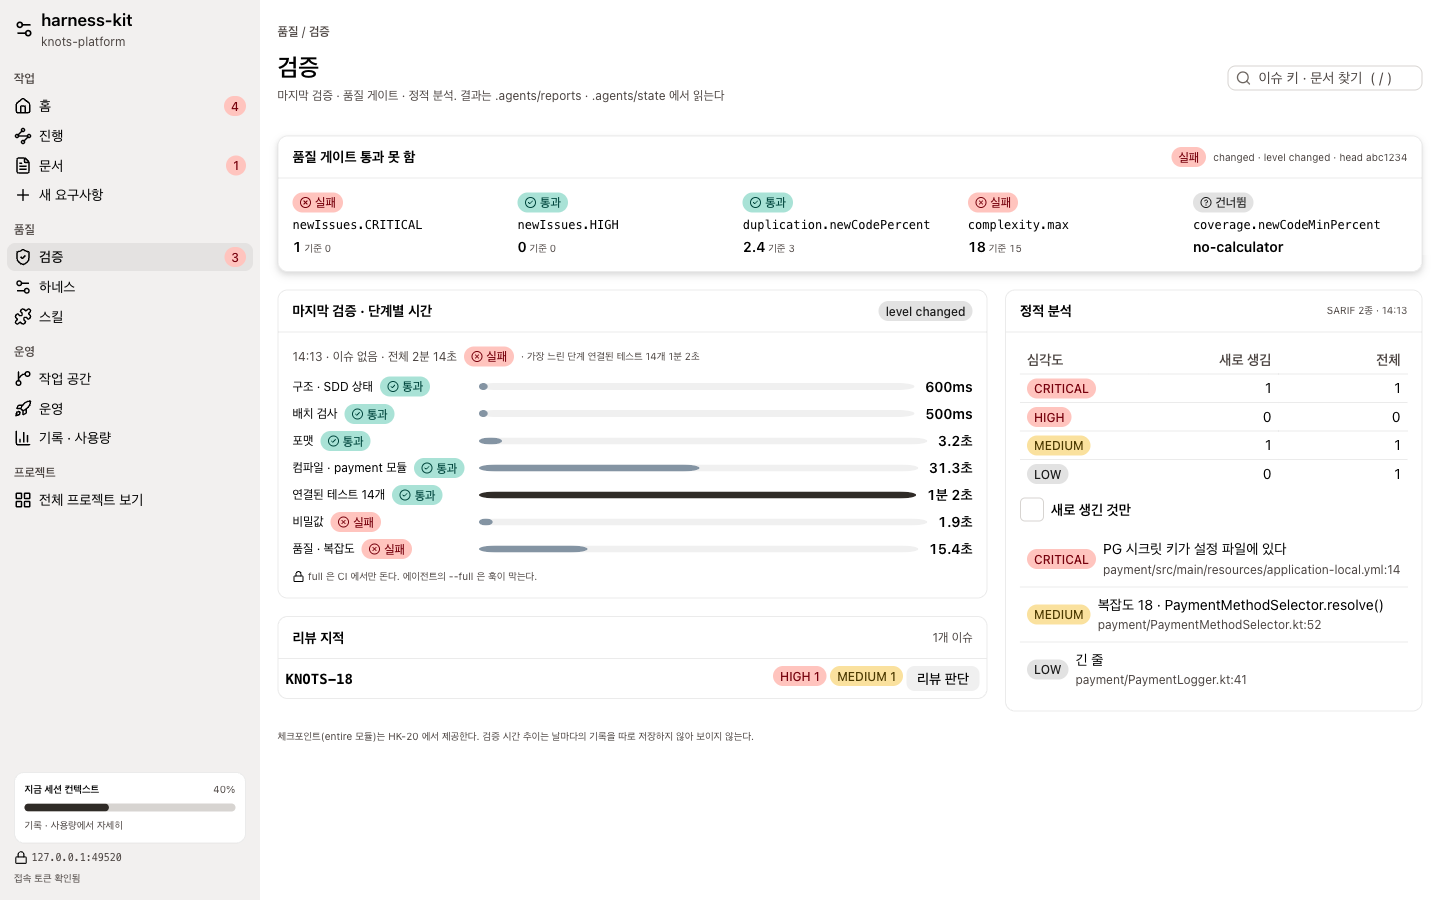 harness-kit
knots-platform
작업
홈 4
진행
문서 1
새 요구사항
품질
검증 3
하네스
스킬
운영
작업 공간
운영
기록 · 사용량
프로젝트
전체 프로젝트 보기
지금 세션 컨텍스트 40%
기록 · 사용량에서 자세히
127.0.0.1:49520
접속 토큰 확인됨
품질 / 검증
검증
마지막 검증 · 품질 게이트 · 정적 분석. 결과는 .agents/reports · .agents/state 에서 읽는다
이슈 키 · 문서 찾기 ( / )
품질 게이트 통과 못 함
실패 changed · level changed · head abc1234
실패
newIssues.CRITICAL
1 기준 0
통과
newIssues.HIGH
0 기준 0
통과
duplication.newCodePercent
2.4 기준 3
실패
complexity.max
18 기준 15
건너뜀
coverage.newCodeMinPercent
no-calculator
마지막 검증 · 단계별 시간 level changed
14:13 · 이슈 없음 · 전체 2분 14초 실패 · 가장 느린 단계 연결된 테스트 14개 1분 2초
구조 · SDD 상태 통과 600ms
배치 검사 통과 500ms
포맷 통과 3.2초
컴파일 · payment 모듈 통과 31.3초
연결된 테스트 14개 통과 1분 2초
비밀값 실패 1.9초
품질 · 복잡도 실패 15.4초
full 은 CI 에서만 돈다. 에이전트의 --full 은 훅이 막는다.
리뷰 지적 1개 이슈
KNOTS-18 HIGH 1 MEDIUM 1 리뷰 판단
정적 분석 SARIF 2종 · 14:13
심각도 새로 생김 전체
CRITICAL 1 1
HIGH 0 0
MEDIUM 1 1
LOW 0 1
새로 생긴 것만
CRITICAL PG 시크릿 키가 설정 파일에 있다
payment/src/main/resources/application-local.yml:14
MEDIUM 복잡도 18 · PaymentMethodSelector.resolve()
payment/PaymentMethodSelector.kt:52
LOW 긴 줄
payment/PaymentLogger.kt:41
체크포인트(entire 모듈)는 HK-20 에서 제공한다. 검증 시간 추이는 날마다의 기록을 따로 저장하지 않아 보이지 않는다.